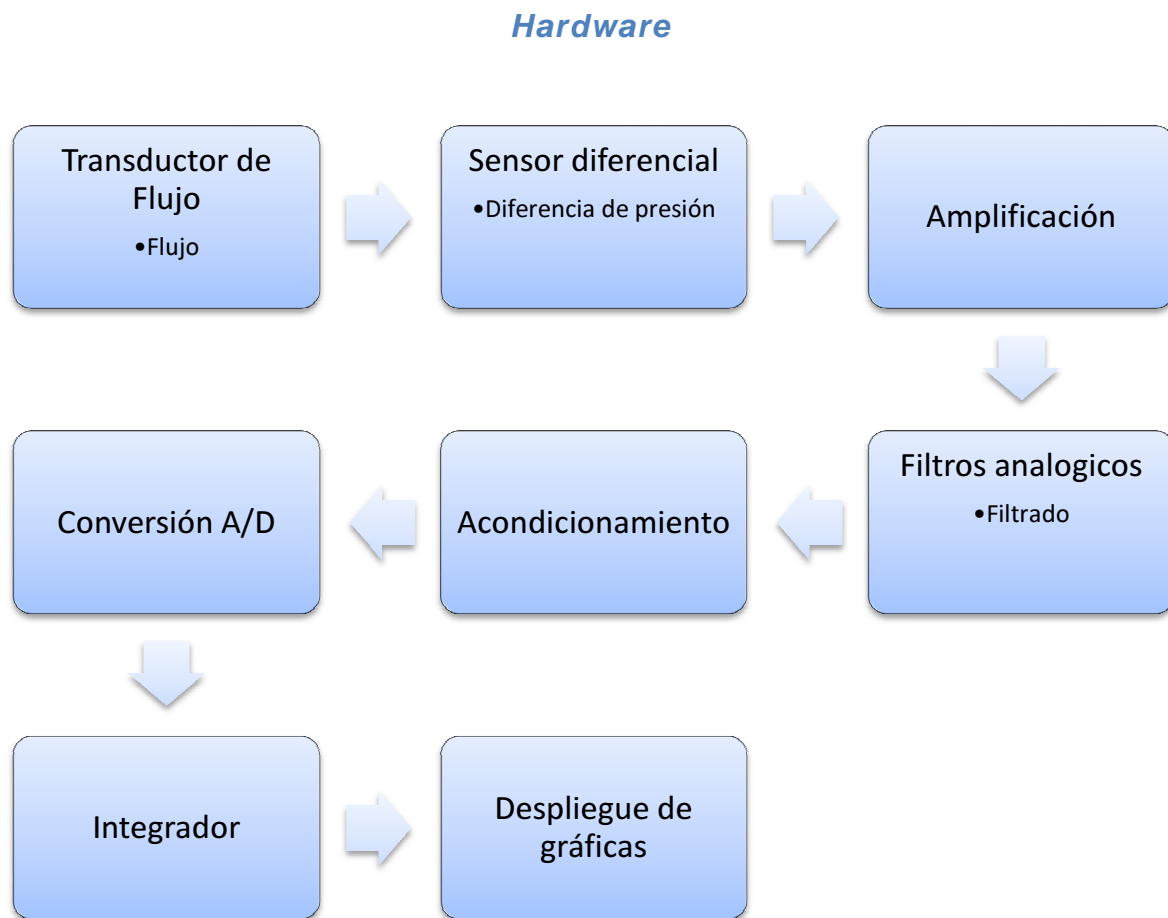 Hardware
Transductor de
Flujo
•Flujo
Sensor diferencial
•Diferencia de presión
Amplificación
Filtros analogicos
•Filtrado
Acondicionamiento
Conversión A/D
Integrador
Despliegue de
gráficas